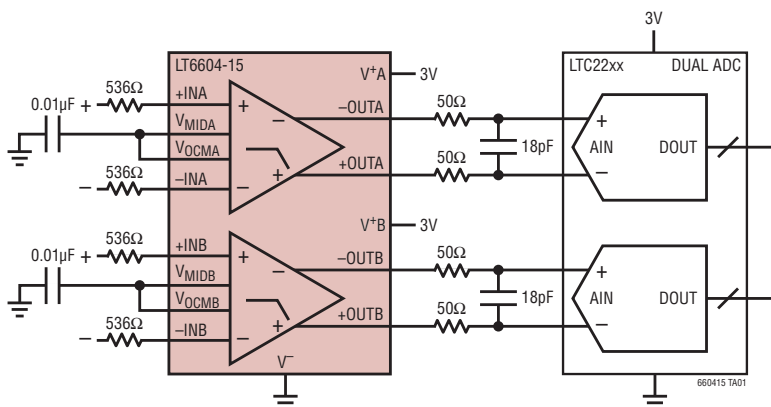 3V
LT6604-15
LTC22xx DUAL ADC
V+A 3V
536Ω
0.01µF + +INA + − −OUTA 50Ω +
VMIDA
18pF AIN DOUT
VOCMA
− 536Ω −INA − + +OUTA 50Ω −
V+B 3V
536Ω
0.01µF + +INB + − −OUTB 50Ω +
VMIDB
18pF AIN DOUT
VOCMB
− 536Ω −INB − + +OUTB 50Ω −
V−
660415 TA01